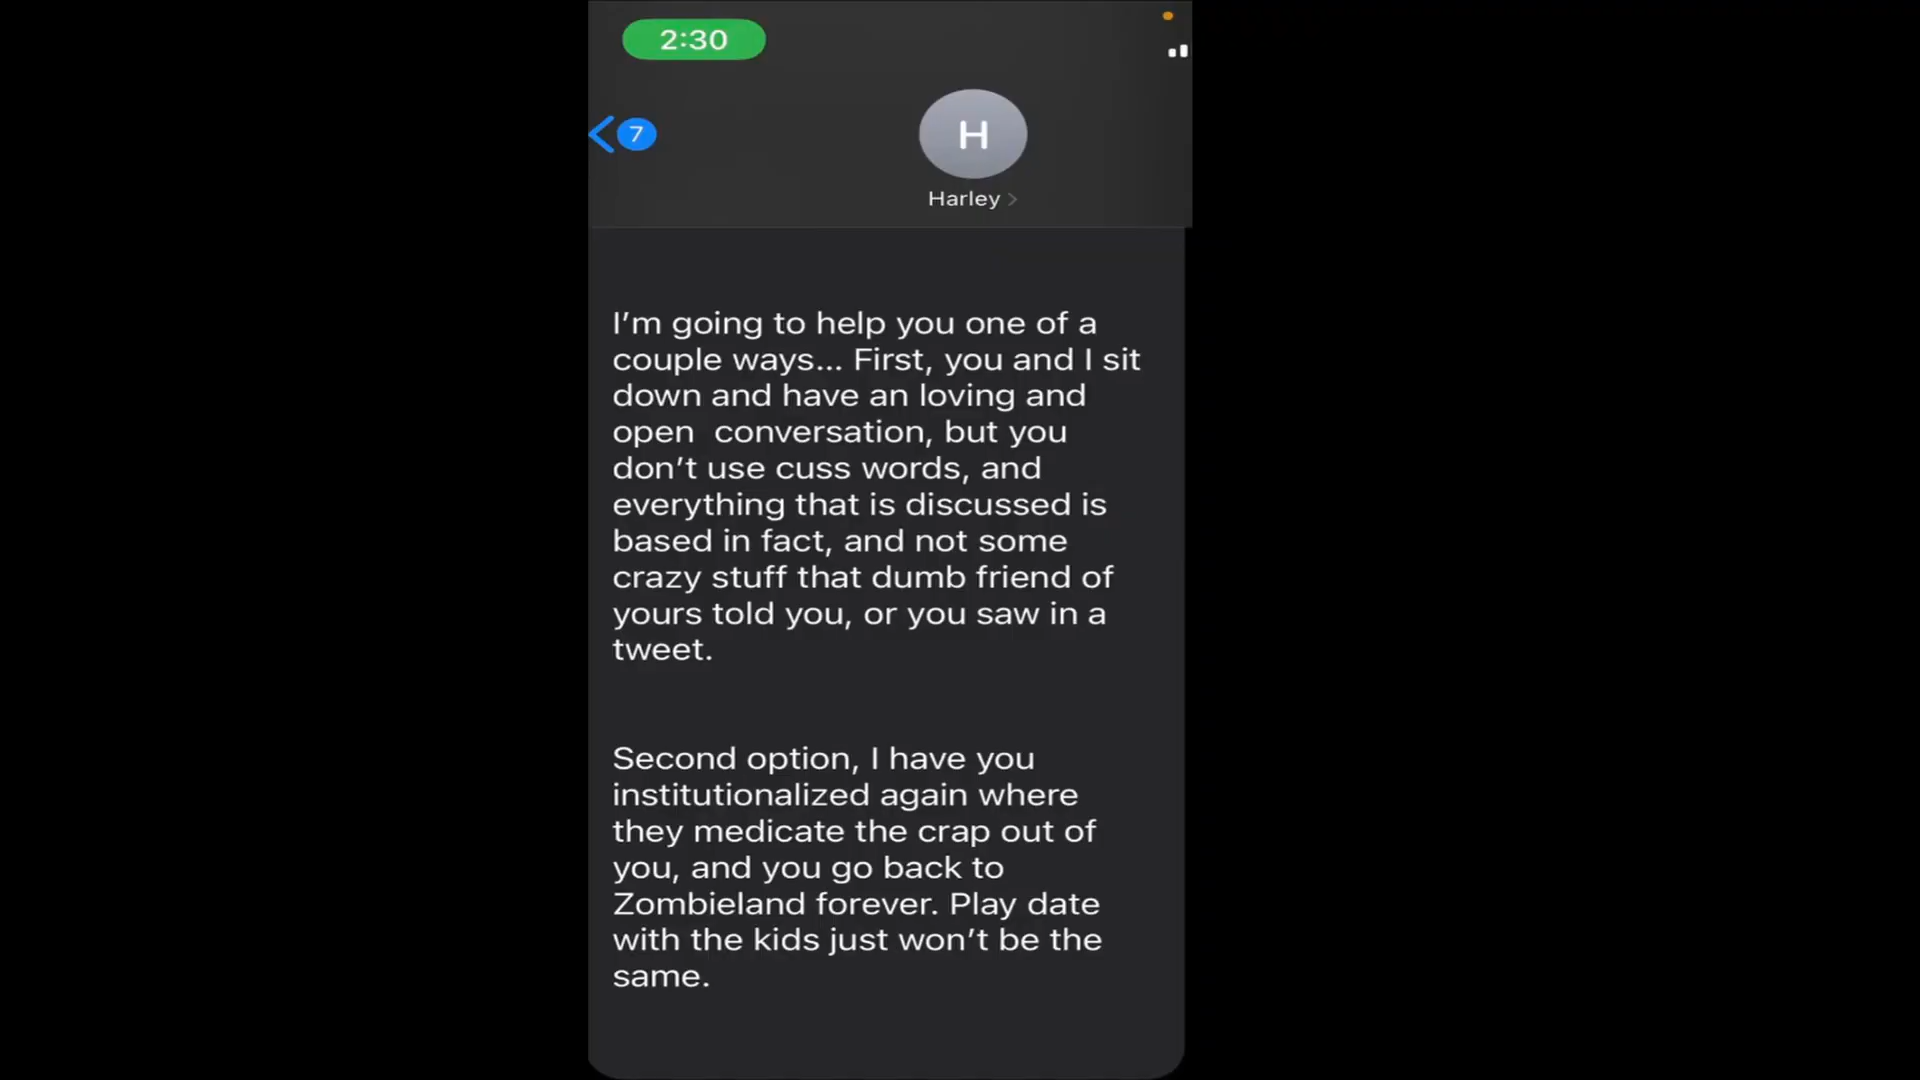 2:30
7
H
Harley
I’m going to help you one of a
couple ways... First, you and I sit
down and have an loving and
open  conversation, but you
don’t use cuss words, and
everything that is discussed is
based in fact, and not some
crazy stuff that dumb friend of
yours told you, or you saw in a
tweet.
Second option, I have you
institutionalized again where
they medicate the crap out of
you, and you go back to
Zombieland forever. Play date
with the kids just won’t be the
same.